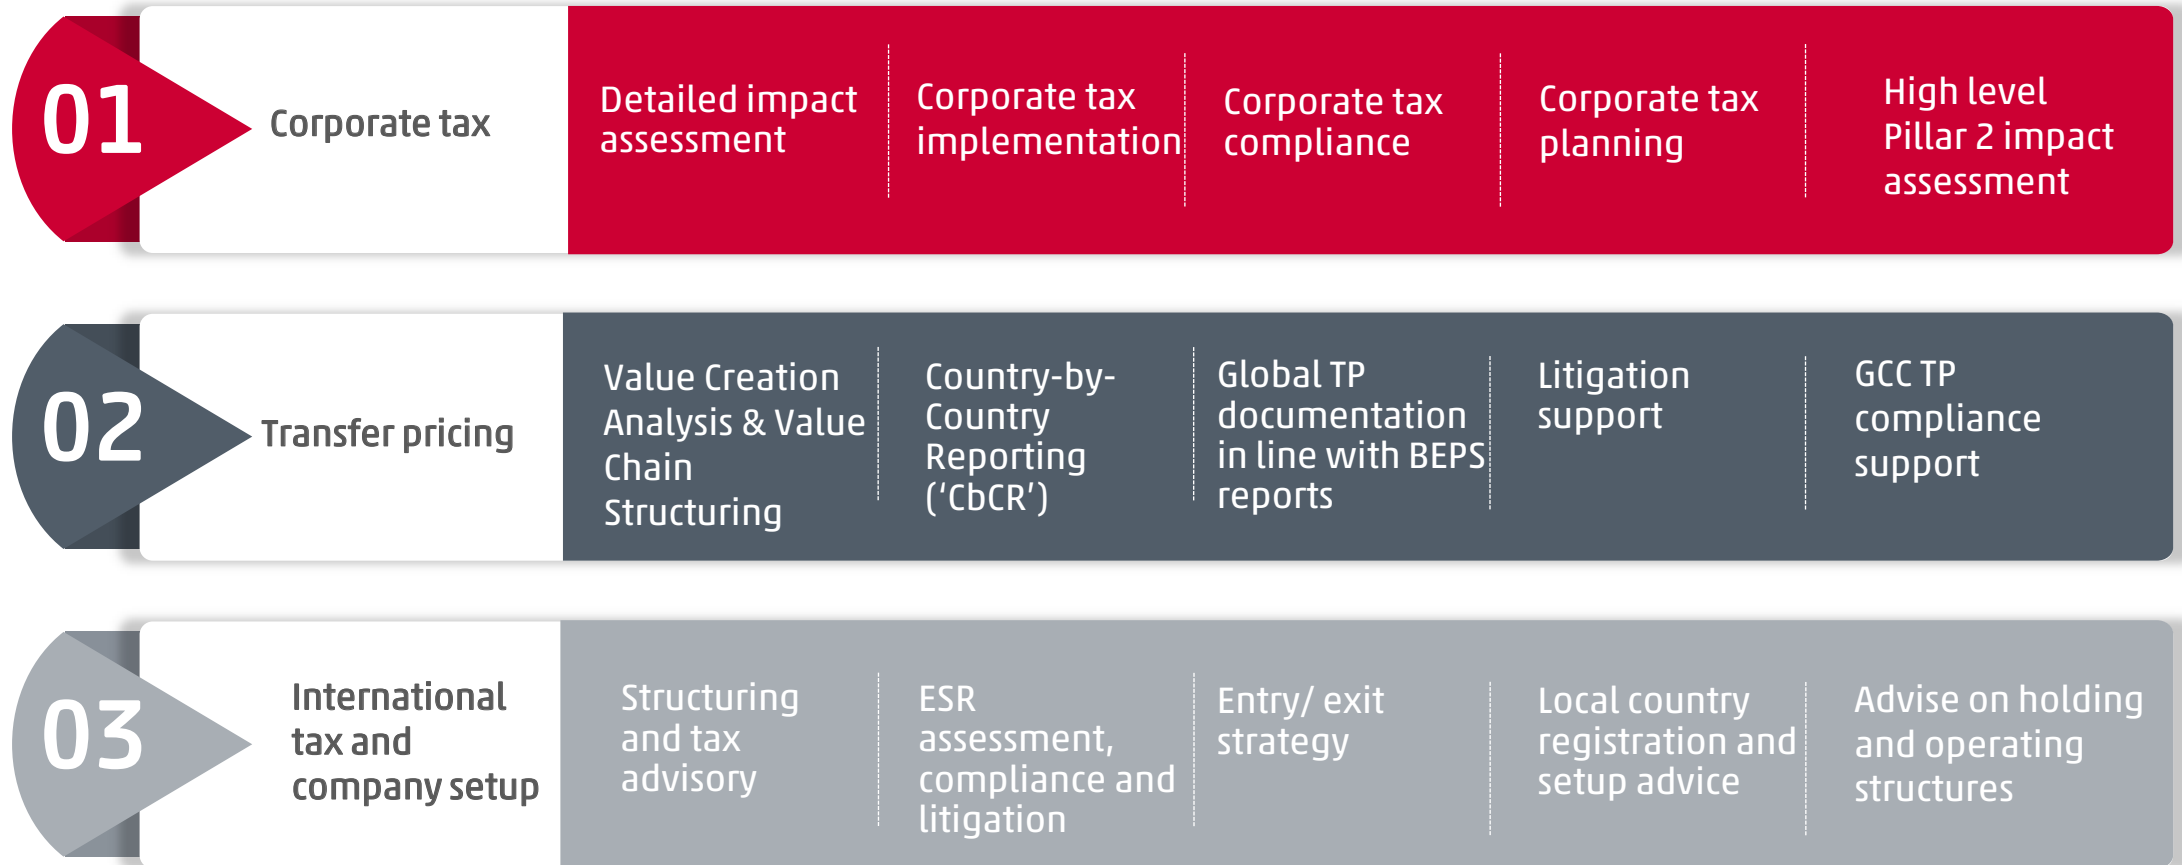 01
Corporate tax
Detailed impact
assessment
Corporate tax
implementation
Corporate tax
compliance
Corporate tax
planning
High level
Pillar 2 impact
assessment
02
Transfer pricing
Value Creation
Analysis & Value
Chain
Structuring
Country-by-
Country
Reporting
(‘CbCR’)
Global TP
documentation
in line with BEPS
reports
Litigation
support
GCC TP
compliance
support
03
International
tax and
company setup
Structuring
and tax
advisory
ESR
assessment,
compliance and
litigation
Entry/ exit
strategy
Local country
registration and
setup advice
Advise on holding
and operating
structures